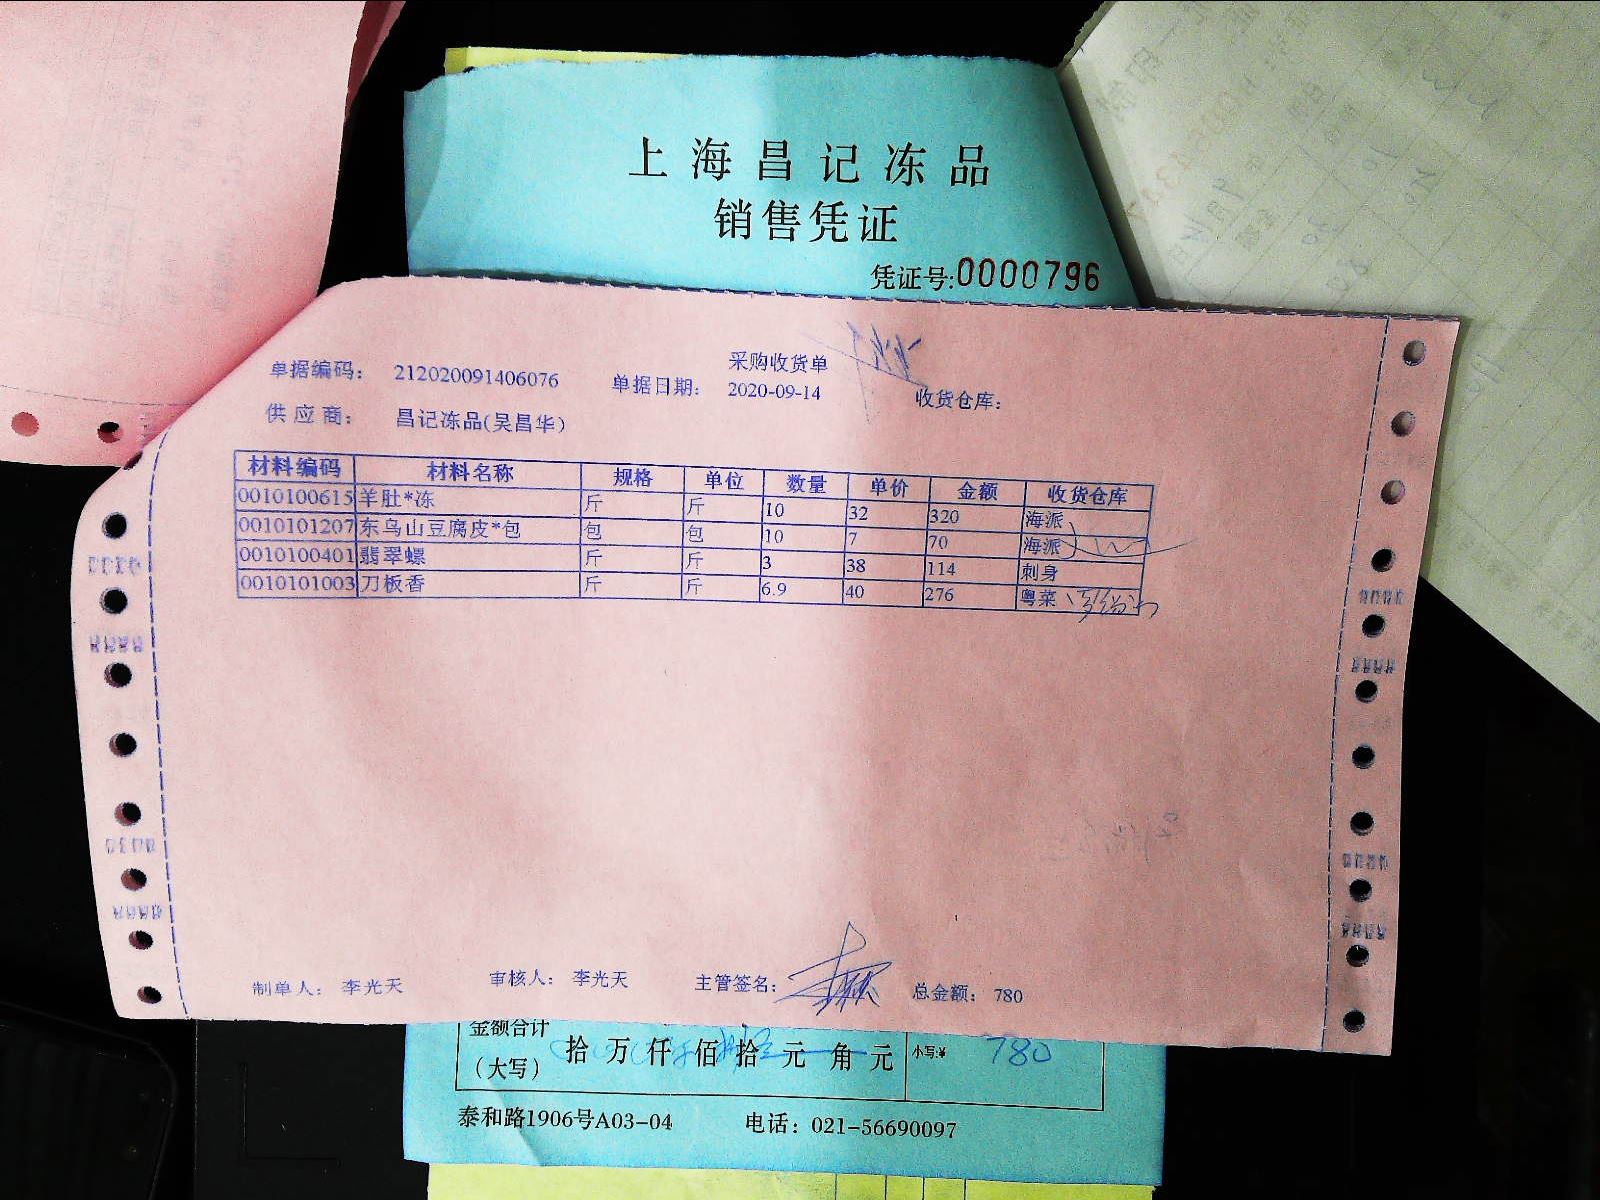 上海昌记冻品
销售凭证
凭证号:0000796
采购收货单
单据编码: 212020091406076 单据日期: 2020-09-14 收货仓库:
供应商: 昌记冻品(吴昌华)
材料编码 材料名称 规格 单位 数量 单价 金额 收货仓库
0010100615 羊肚*冻 斤 斤 10 32 320 海派
0010101207 东乌山豆腐皮*包 包 包 10 7 70 海派
0010100401 翡翠螺 斤 斤 3 38 114 刺身
0010101003 刀板香 斤 斤 6.9 40 276 粤菜
制单人: 李光天 审核人: 李光天 主管签名: 总金额: 780
金额合计
(大写) 拾万仟佰拾元角元 小写:¥ 780
泰和路1906号A03-04 电话: 021-56690097